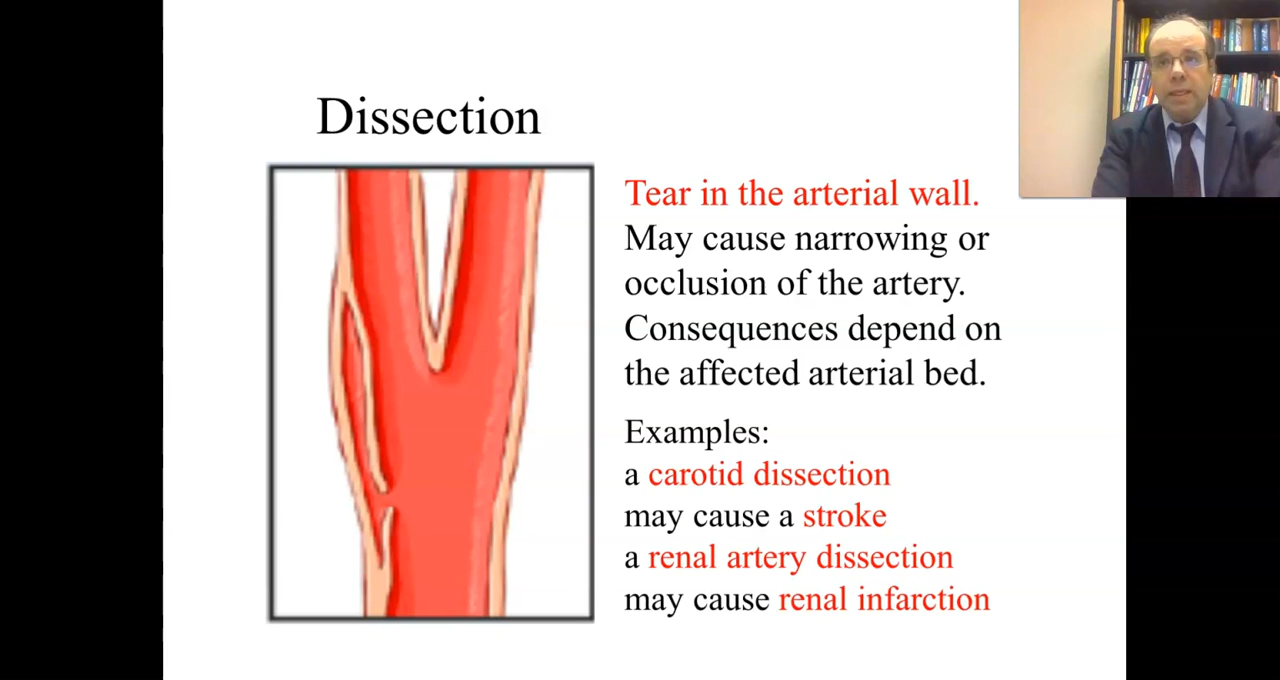 Dissection
Tear in the arterial wall.
May cause narrowing or
occlusion of the artery.
Consequences depend on
the affected arterial bed.
Examples:
a carotid dissection
may cause a stroke
a renal artery dissection
may cause renal infarction